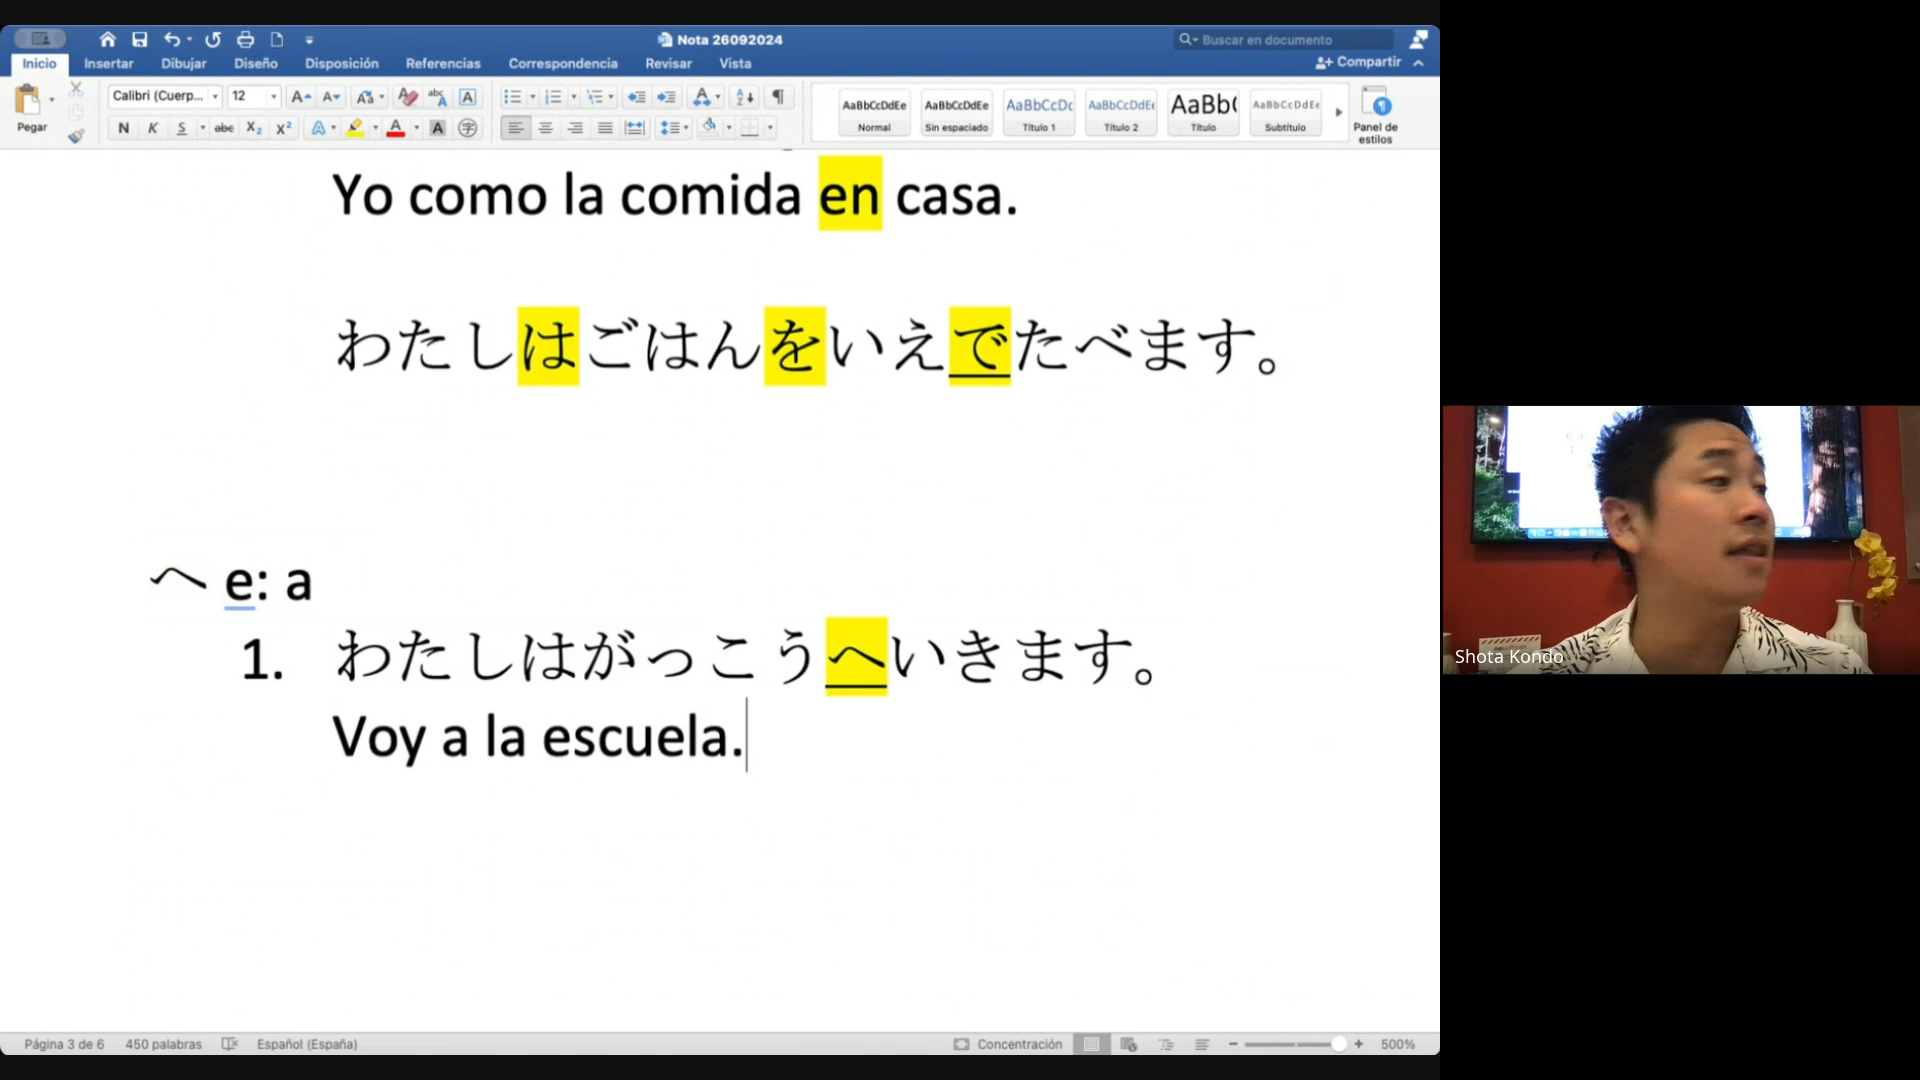 Nota 26092024
Buscar en documento
Inicio Insertar Dibujar Diseño Disposición Referencias Correspondencia Revisar Vista
Compartir
Pegar
Calibri (Cuerp... 12
N K S abc X₂ X²
AaBbCcDdEe Normal
AaBbCcDdEe Sin espaciado
AaBbCcDc Título 1
AaBbCcDdEe Título 2
AaBb( Título
AaBbCcDdEe Subtítulo
Panel de estilos
Yo como la comida en casa.
わたしはごはんをいえでたべます。
へ e: a
1. わたしはがっこうへいきます。
Voy a la escuela.
Shota Kondo
Página 3 de 6 450 palabras Español (España) Concentración 500%